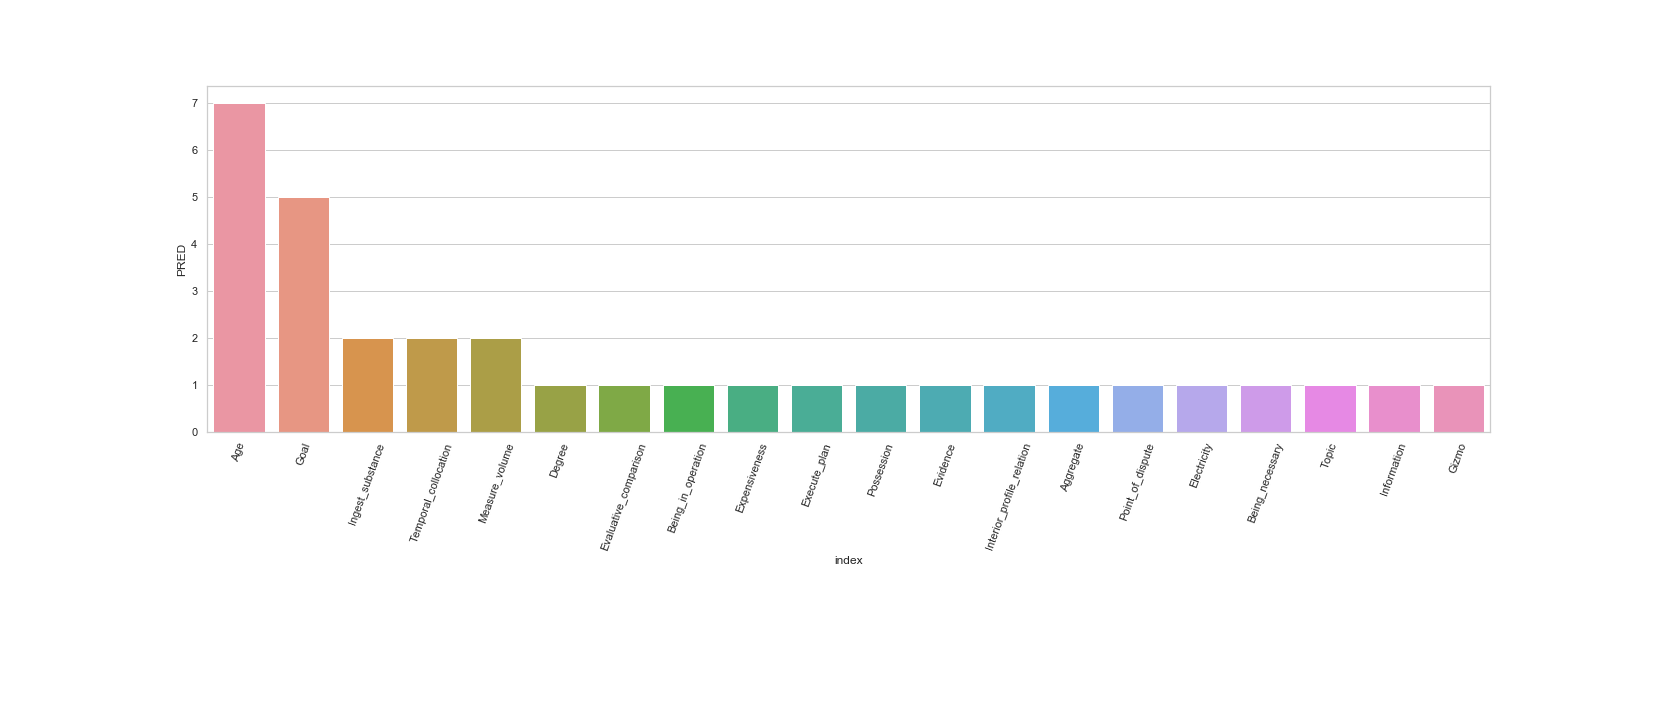 7
6
5
4
3
2
1
0
PRED
Age
Goal
Ingest_substance
Temporal_collocation
Measure_volume
Degree
Evaluative_comparison
Being_in_operation
Expensiveness
Execute_plan
Possession
Evidence
Interior_profile_relation
Aggregate
Point_of_dispute
Electricity
Being_necessary
Topic
Information
Gizmo
index